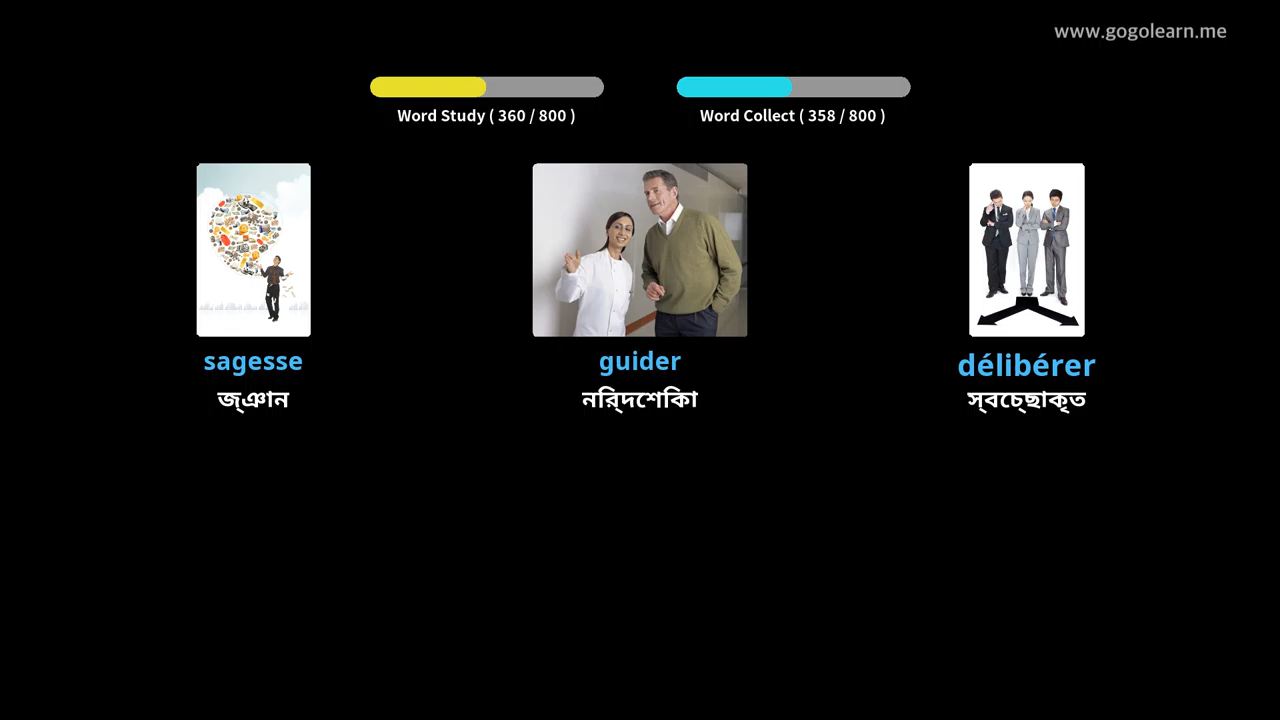 www.gogolearn.me
Word Study ( 360 / 800 )
Word Collect ( 358 / 800 )
sagesse
guider
délibérer
জ্ঞান
নির্দেশিকা
স্বেচ্ছাকৃত